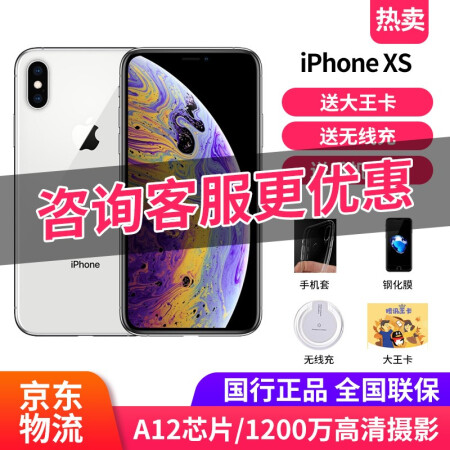 热卖
iPhone XS
送大王卡
送无线充
咨询客服更优惠
iPhone
手机套
钢化膜
无线充
大王卡
京东
物流
国行正品 全国联保
A12芯片/1200万高清摄影